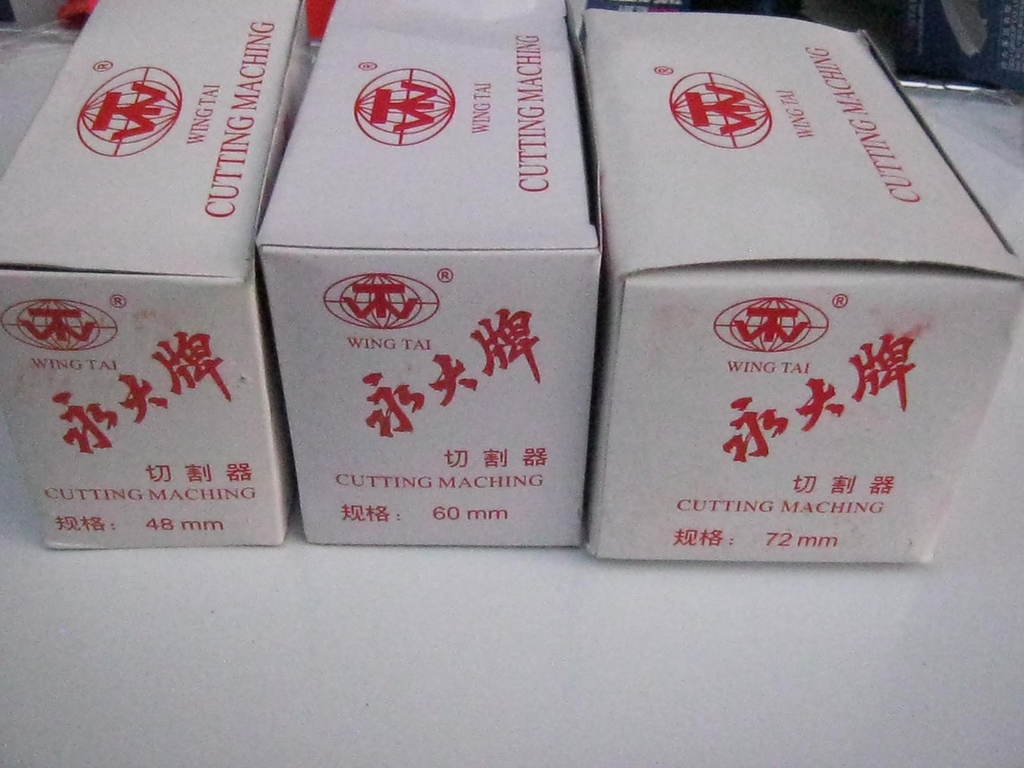 ®
WING TAI
CUTTING MACHING
®
WING TAI
CUTTING MACHING
®
WING TAI
CUTTING MACHING
®
WING TAI
永大牌
切割器
CUTTING MACHING
规格： 48 mm
®
WING TAI
永大牌
切割器
CUTTING MACHING
规格： 60 mm
®
WING TAI
永大牌
切割器
CUTTING MACHING
规格： 72 mm